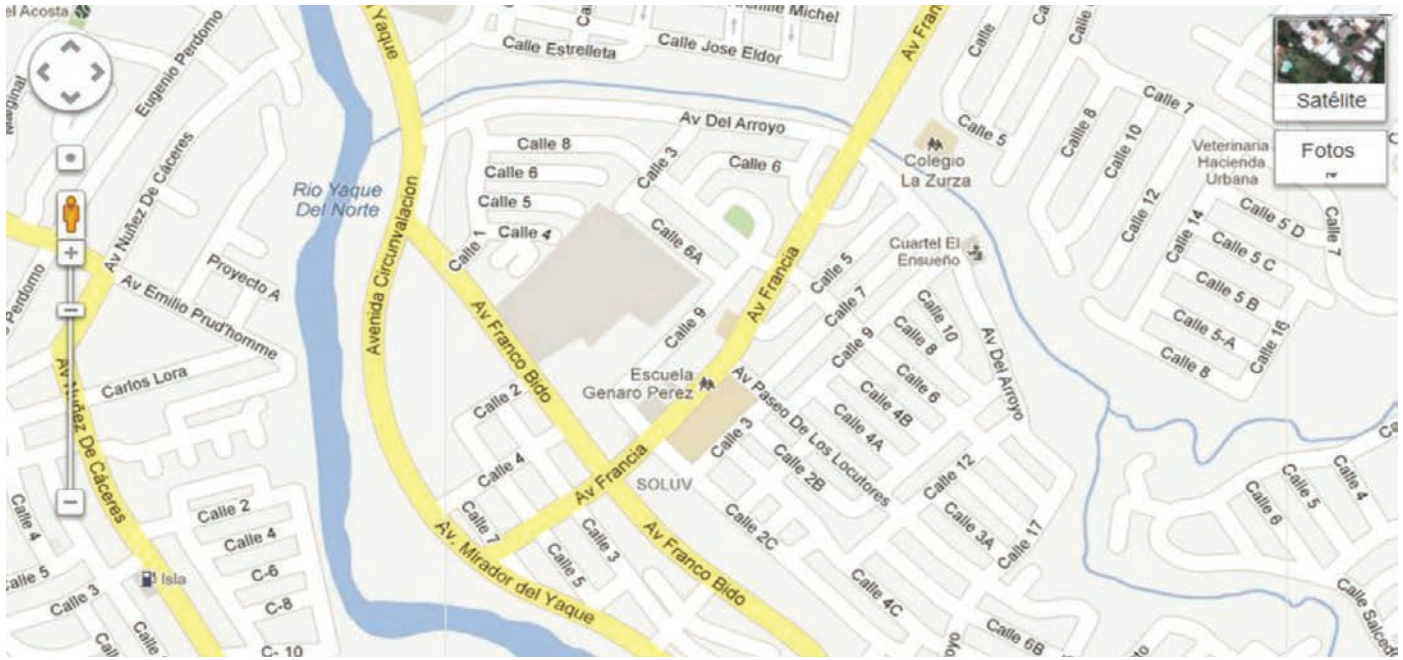 el Acosta
Eugenio Perdomo
Marginal
Av Nuñez De Cáceres
Yaque
Calle Estrelleta
Michel
Calle Jose Eldor
Av Fran
Calle
Calle 8
Calle 10
Calle 7
Satélite
Fotos
Veterinaria
Hacienda
Urbana
Calle 5
Colegio
La Zurza
Av Del Arroyo
Calle 8
Calle 3
Calle 6
Calle 6
Rio Yaque
Del Norte
Calle 5
Calle 4
Calle 1
Calle 6A
Calle 12
Calle 14
Calle 5 D
Calle 5 C
Calle 7
Calle 5 B
Calle 5-A
Calle 16
Calle 8
Cuartel El
Ensueño
Calle 5
Calle 7
Av Francia
Calle 9
Calle 9
Calle 10
Calle 8
Calle 6
Calle 4B
Calle 4A
Av Del Arroyo
Proyecto A
Av Emilio Prud'homme
Perdomo
Carlos Lora
Av Nuñez De Cáceres
Avenida Circunvalacion
Av Franco Bido
Escuela
Genaro Perez
Av Paseo De Los Locutores
Calle 2
Calle 4
Calle 3
Calle 2B
SOLUV
Av Francia
Calle 12
Calle 3A
Calle 17
Calle 2C
Calle 7
Calle 3
Calle 5
Av. Mirador del Yaque
Av Franco Bido
Calle 4C
Calle 6B
Calle 2
Calle 4
C-6
C-8
C- 10
Isla
Calle 4
Calle 5
Calle 3
Calle 4
Calle 5
Calle 6
Calle Salcedo